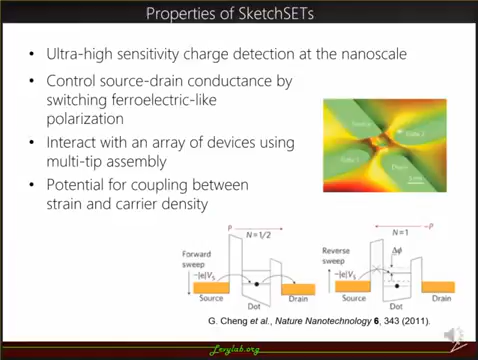 Properties of SketchSETs
• Ultra-high sensitivity charge detection at the nanoscale
• Control source-drain conductance by
switching ferroelectric-like
polarization
• Interact with an array of devices using
multi-tip assembly
• Potential for coupling between
strain and carrier density
Source
Gate 2
Gate 1
Drain
P
N=1/2
Forward
sweep
−|e|V_S
Source
Dot
Drain
−P
N=1
Δϕ
Reverse
sweep
−|e|V_S
Source
Dot
Drain
G. Cheng et al., Nature Nanotechnology 6, 343 (2011).
Levylab.org